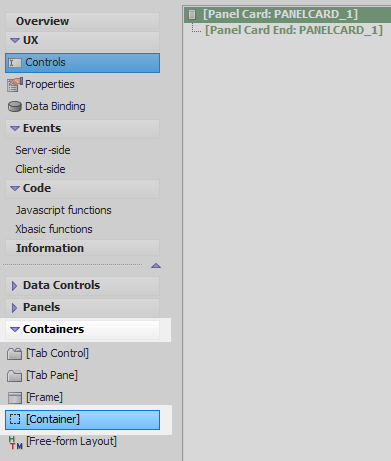 Overview
UX
Controls
Properties
Data Binding
Events
Server-side
Client-side
Code
Javascript functions
Xbasic functions
Information
Data Controls
Panels
Containers
[Tab Control]
[Tab Pane]
[Frame]
[Container]
HTM [Free-form Layout]
[Panel Card: PANELCARD_1]
[Panel Card End: PANELCARD_1]